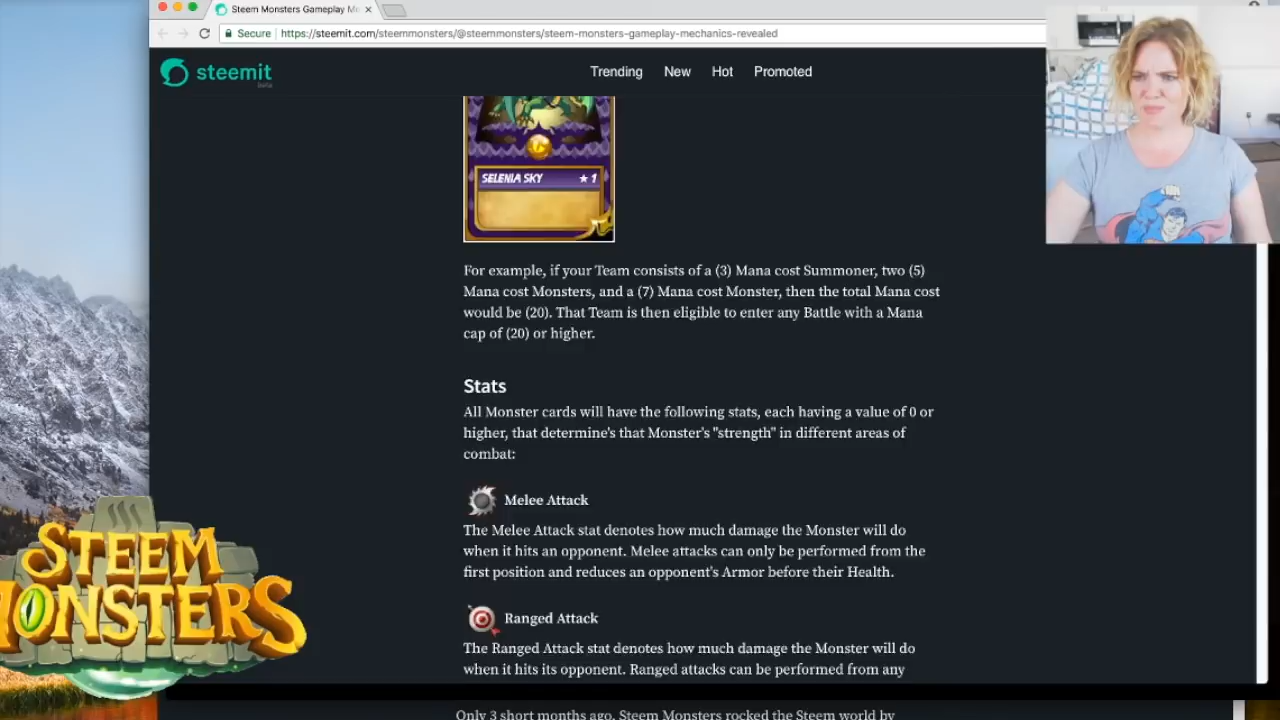 Steem Monsters Gameplay Me
Secure
https://steemit.com/steemmonsters/@steemmonsters/steem-monsters-gameplay-mechanics-revealed
steemit
beta
Trending
New
Hot
Promoted
SELENIA SKY
★ 1
For example, if your Team consists of a (3) Mana cost Summoner, two (5)
Mana cost Monsters, and a (7) Mana cost Monster, then the total Mana cost
would be (20). That Team is then eligible to enter any Battle with a Mana
cap of (20) or higher.
Stats
All Monster cards will have the following stats, each having a value of 0 or
higher, that determine's that Monster's "strength" in different areas of
combat:
Melee Attack
The Melee Attack stat denotes how much damage the Monster will do
when it hits an opponent. Melee attacks can only be performed from the
first position and reduces an opponent's Armor before their Health.
Ranged Attack
The Ranged Attack stat denotes how much damage the Monster will do
when it hits its opponent. Ranged attacks can be performed from any
STEEM
MONSTERS
Only 3 short months ago, Steem Monsters rocked the Steem world by